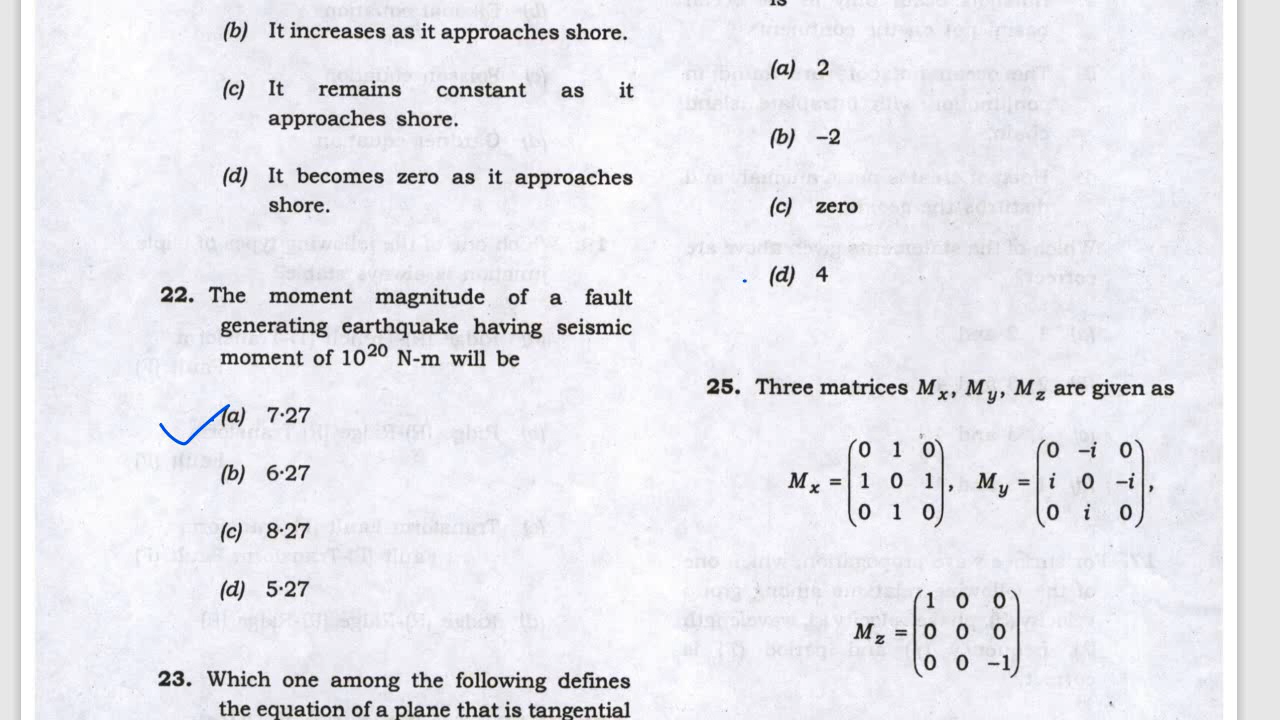 (b) It increases as it approaches shore.
(c) It remains constant as it
approaches shore.
(d) It becomes zero as it approaches
shore.
22. The moment magnitude of a fault
generating earthquake having seismic
moment of 10²⁰ N-m will be
(a) 7·27
(b) 6·27
(c) 8·27
(d) 5·27
23. Which one among the following defines
the equation of a plane that is tangential
is
(a) 2
(b) –2
(c) zero
(d) 4
25. Three matrices Mx, My, Mz are given as
Mx = (0 1 0
1 0 1
0 1 0), My = (0 –i 0
i 0 –i
0 i 0),
Mz = (1 0 0
0 0 0
0 0 –1)